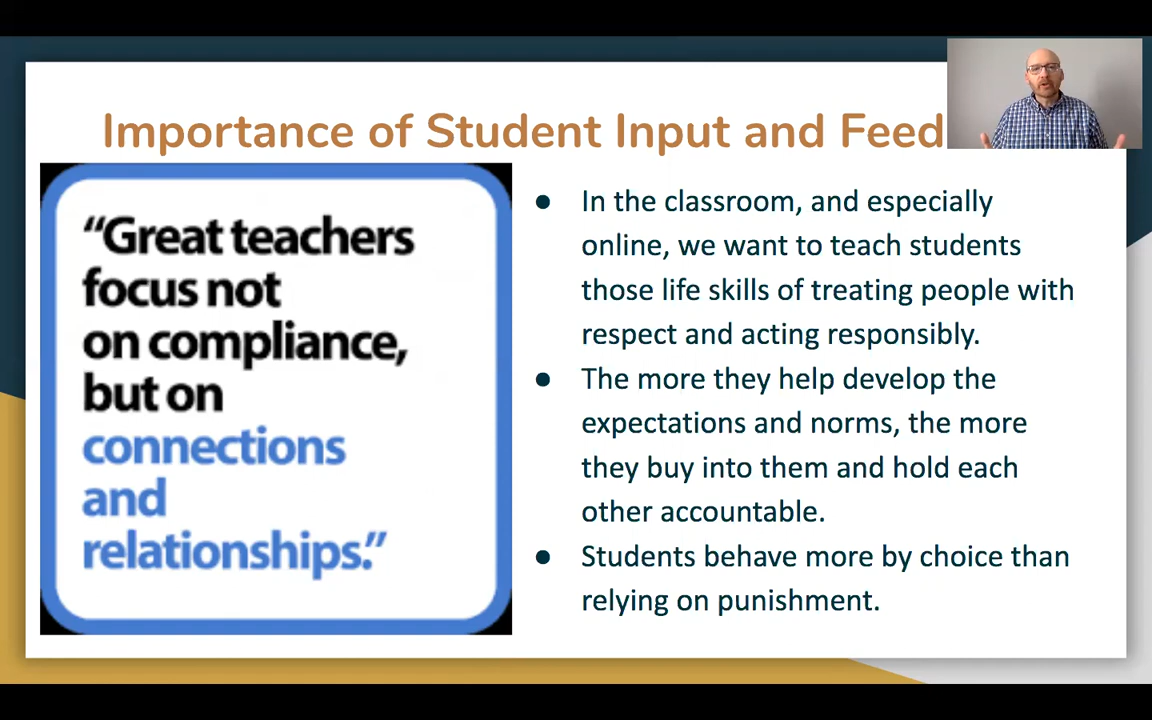 Importance of Student Input and Feed
“Great teachers
focus not
on compliance,
but on
connections
and
relationships.”
● In the classroom, and especially
online, we want to teach students
those life skills of treating people with
respect and acting responsibly.
● The more they help develop the
expectations and norms, the more
they buy into them and hold each
other accountable.
● Students behave more by choice than
relying on punishment.